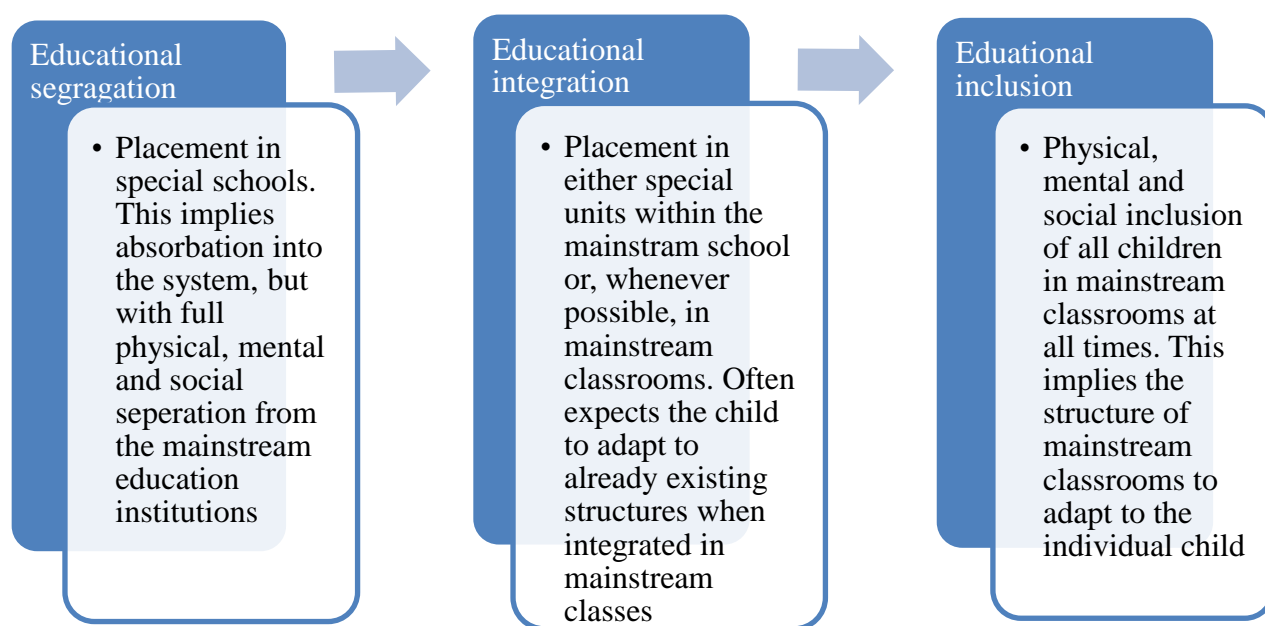 Educational
segragation
• Placement in
special schools.
This implies
absorbation into
the system, but
with full
physical, mental
and social
seperation from
the mainstream
education
institutions
Educational
integration
• Placement in
either special
units within the
mainstram school
or, whenever
possible, in
mainstream
classrooms. Often
expects the child
to adapt to
already existing
structures when
integrated in
mainstream
classes
Eduational
inclusion
• Physical,
mental and
social inclusion
of all children
in mainstream
classrooms at
all times. This
implies the
structure of
mainstream
classrooms to
adapt to the
individual child